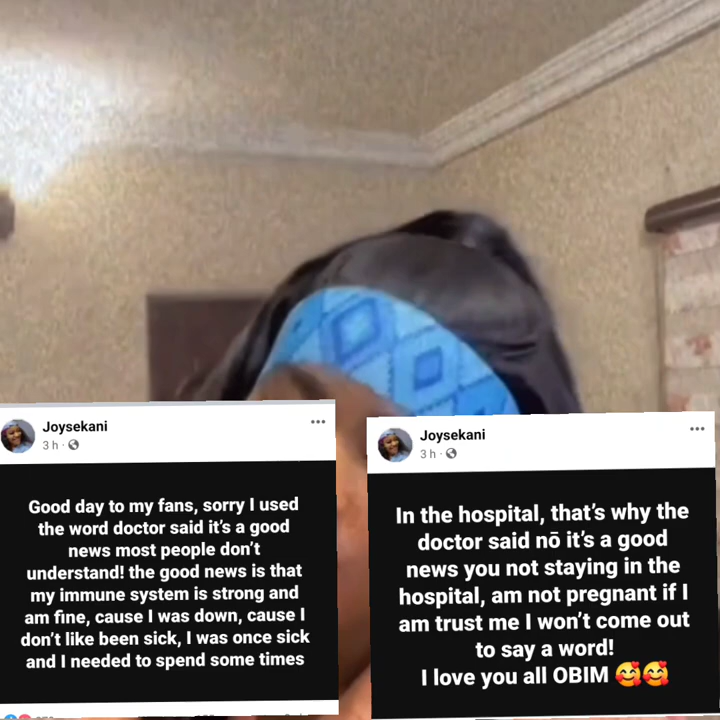 Joysekani
3 h ·
Good day to my fans, sorry I used
the word doctor said it's a good
news most people don't
understand! the good news is that
my immune system is strong and
am fine, cause I was down, cause I
don't like been sick, I was once sick
and I needed to spend some times
Joysekani
3 h ·
In the hospital, that's why the
doctor said nō it's a good
news you not staying in the
hospital, am not pregnant if I
am trust me I won't come out
to say a word!
I love you all OBIM 🥰🥰